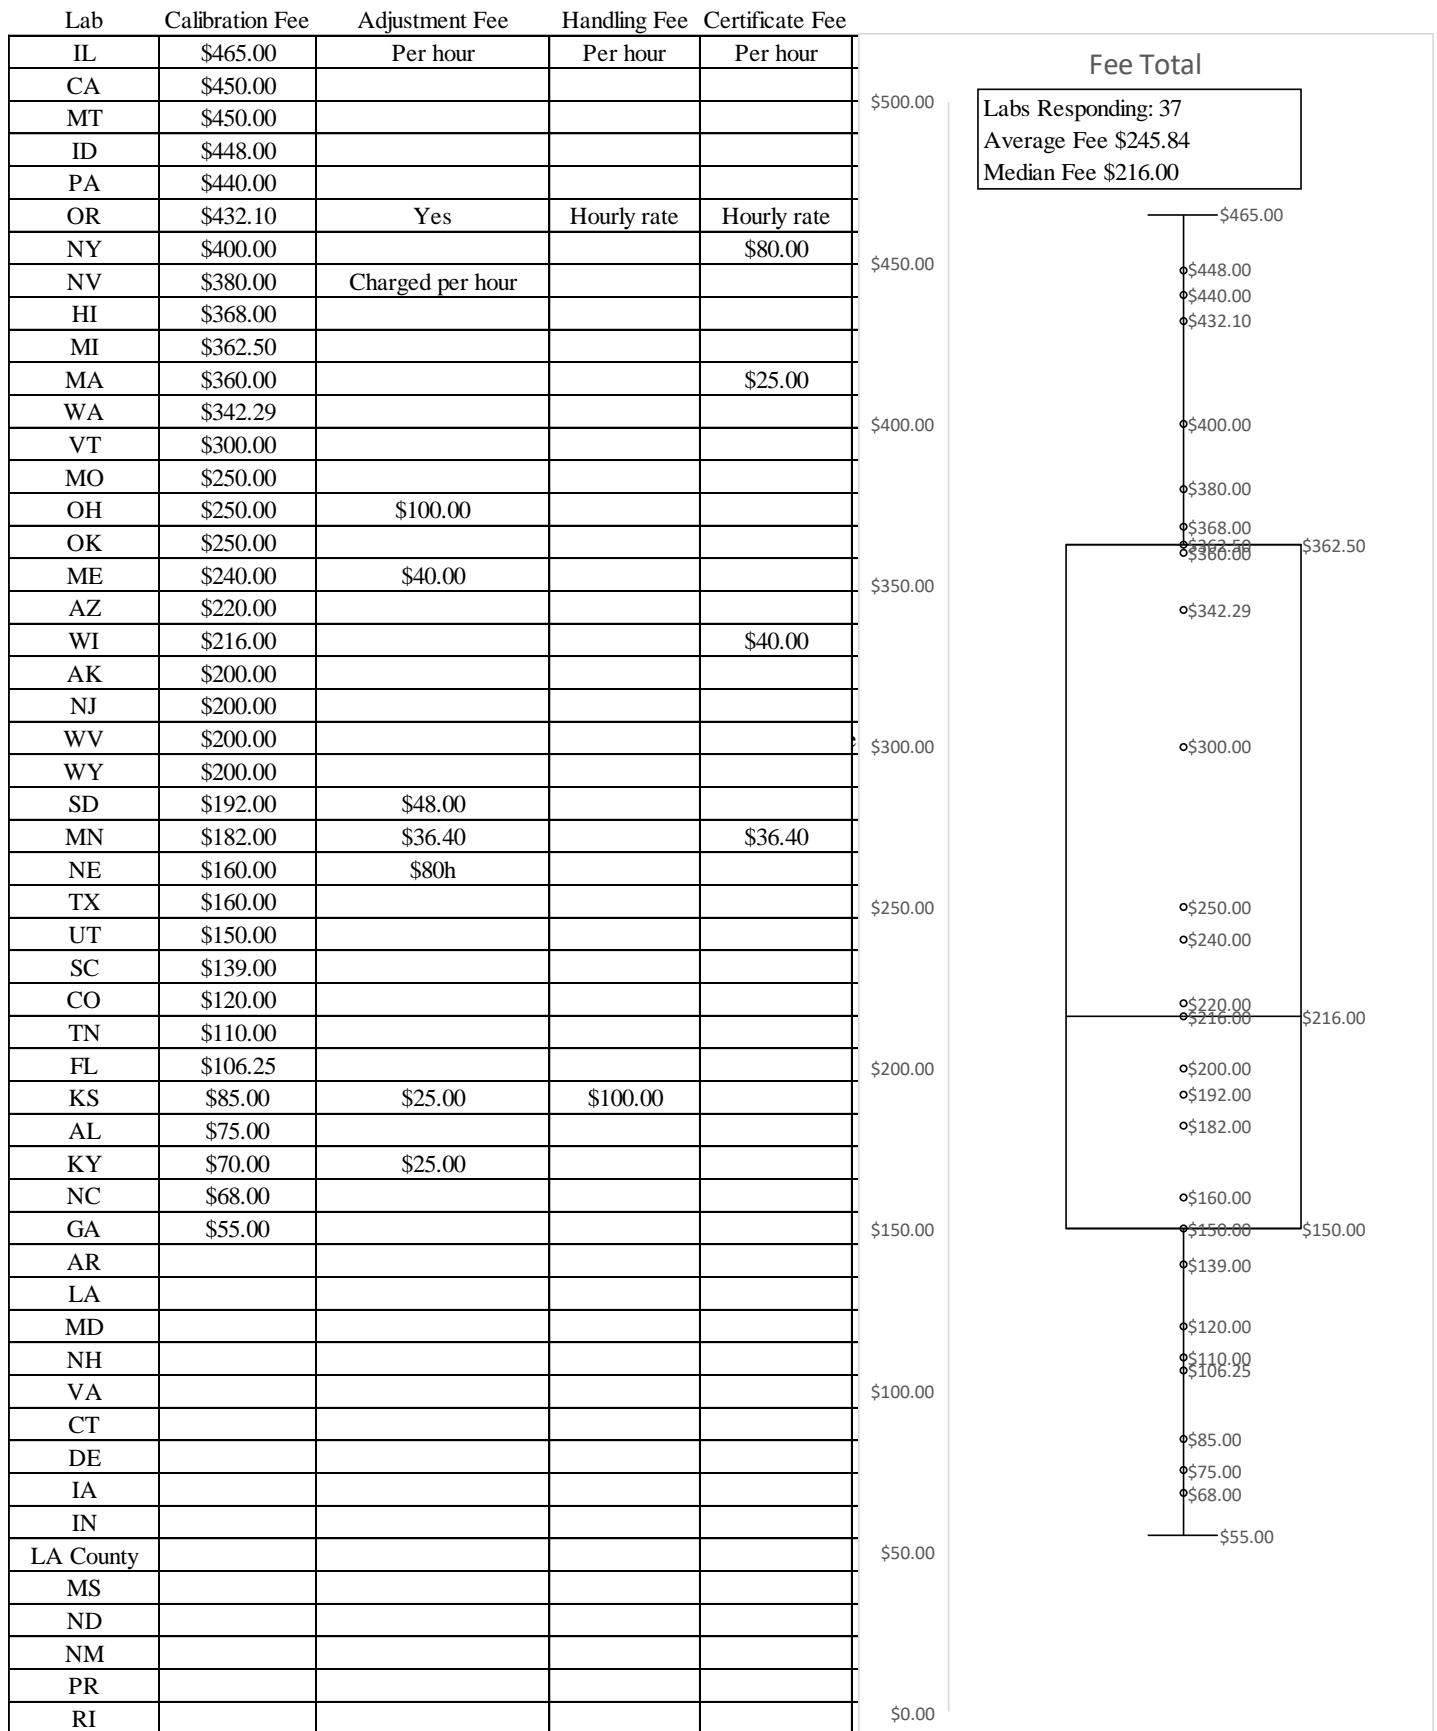 Lab Calibration Fee Adjustment Fee Handling Fee Certificate Fee
IL $465.00 Per hour Per hour Per hour
CA $450.00
MT $450.00
ID $448.00
PA $440.00
OR $432.10 Yes Hourly rate Hourly rate
NY $400.00 $80.00
NV $380.00 Charged per hour
HI $368.00
MI $362.50
MA $360.00 $25.00
WA $342.29
VT $300.00
MO $250.00
OH $250.00 $100.00
OK $250.00
ME $240.00 $40.00
AZ $220.00
WI $216.00 $40.00
AK $200.00
NJ $200.00
WV $200.00
WY $200.00
SD $192.00 $48.00
MN $182.00 $36.40 $36.40
NE $160.00 $80h
TX $160.00
UT $150.00
SC $139.00
CO $120.00
TN $110.00
FL $106.25
KS $85.00 $25.00 $100.00
AL $75.00
KY $70.00 $25.00
NC $68.00
GA $55.00
AR
LA
MD
NH
VA
CT
DE
IA
IN
LA County
MS
ND
NM
PR
RI
Fee Total
Labs Responding: 37
Average Fee $245.84
Median Fee $216.00
$500.00
$450.00
$400.00
$350.00
$300.00
$250.00
$200.00
$150.00
$100.00
$50.00
$0.00
$465.00
$448.00
$440.00
$432.10
$400.00
$380.00
$368.00
$362.50 $362.50
$360.00
$342.29
$300.00
$250.00
$240.00
$220.00
$216.00 $216.00
$200.00
$192.00
$182.00
$160.00
$150.00 $150.00
$139.00
$120.00
$110.00
$106.25
$85.00
$75.00
$68.00
$55.00